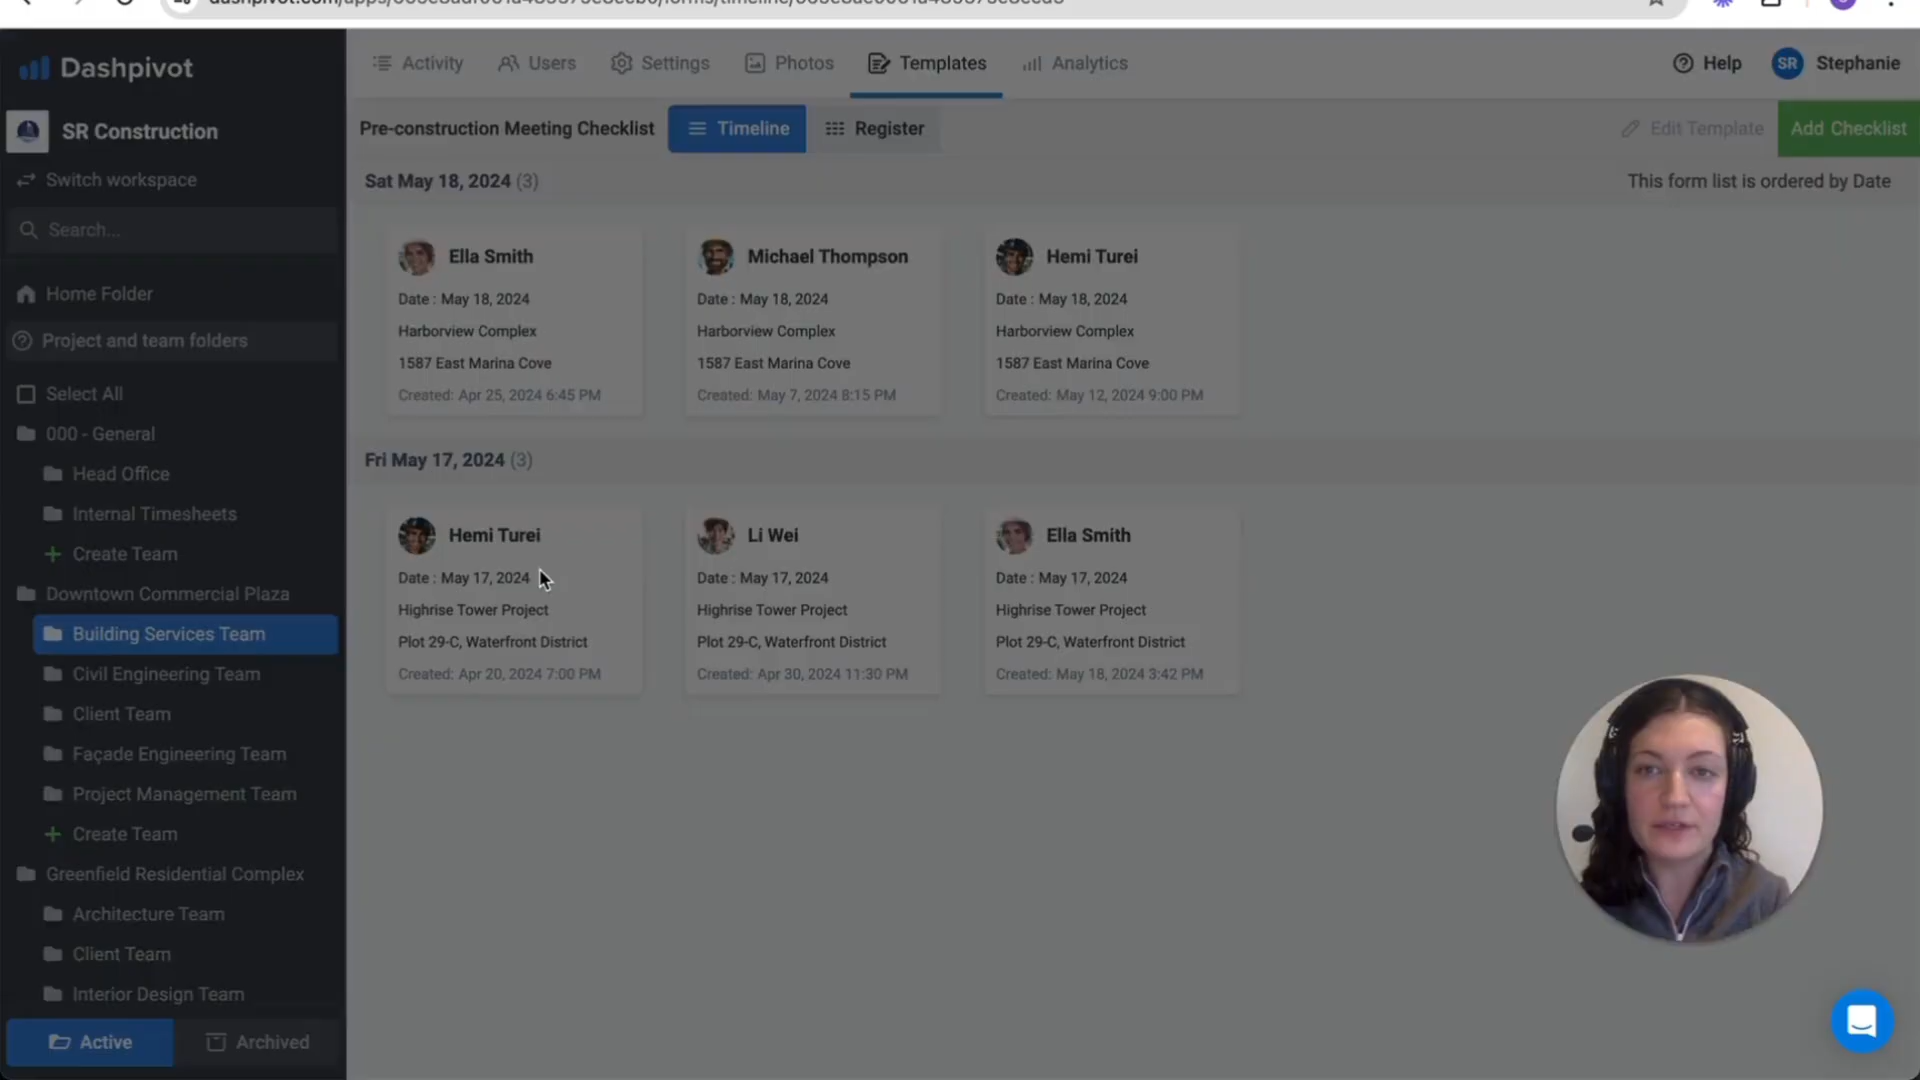 Dashpivot
SR Construction
Switch workspace
Search...
Home Folder
Project and team folders
Select All
000 - General
Head Office
Internal Timesheets
Create Team
Downtown Commercial Plaza
Building Services Team
Civil Engineering Team
Client Team
Façade Engineering Team
Project Management Team
Create Team
Greenfield Residential Complex
Architecture Team
Client Team
Interior Design Team
Active
Archived
Activity
Users
Settings
Photos
Templates
Analytics
Help
SR
Stephanie
Pre-construction Meeting Checklist
Timeline
Register
Edit Template
Add Checklist
Sat May 18, 2024 (3)
This form list is ordered by Date
Ella Smith
Date : May 18, 2024
Harborview Complex
1587 East Marina Cove
Created: Apr 25, 2024 6:45 PM
Michael Thompson
Date : May 18, 2024
Harborview Complex
1587 East Marina Cove
Created: May 7, 2024 8:15 PM
Hemi Turei
Date : May 18, 2024
Harborview Complex
1587 East Marina Cove
Created: May 12, 2024 9:00 PM
Fri May 17, 2024 (3)
Hemi Turei
Date : May 17, 2024
Highrise Tower Project
Plot 29-C, Waterfront District
Created: Apr 20, 2024 7:00 PM
Li Wei
Date : May 17, 2024
Highrise Tower Project
Plot 29-C, Waterfront District
Created: Apr 30, 2024 11:30 PM
Ella Smith
Date : May 17, 2024
Highrise Tower Project
Plot 29-C, Waterfront District
Created: May 18, 2024 3:42 PM